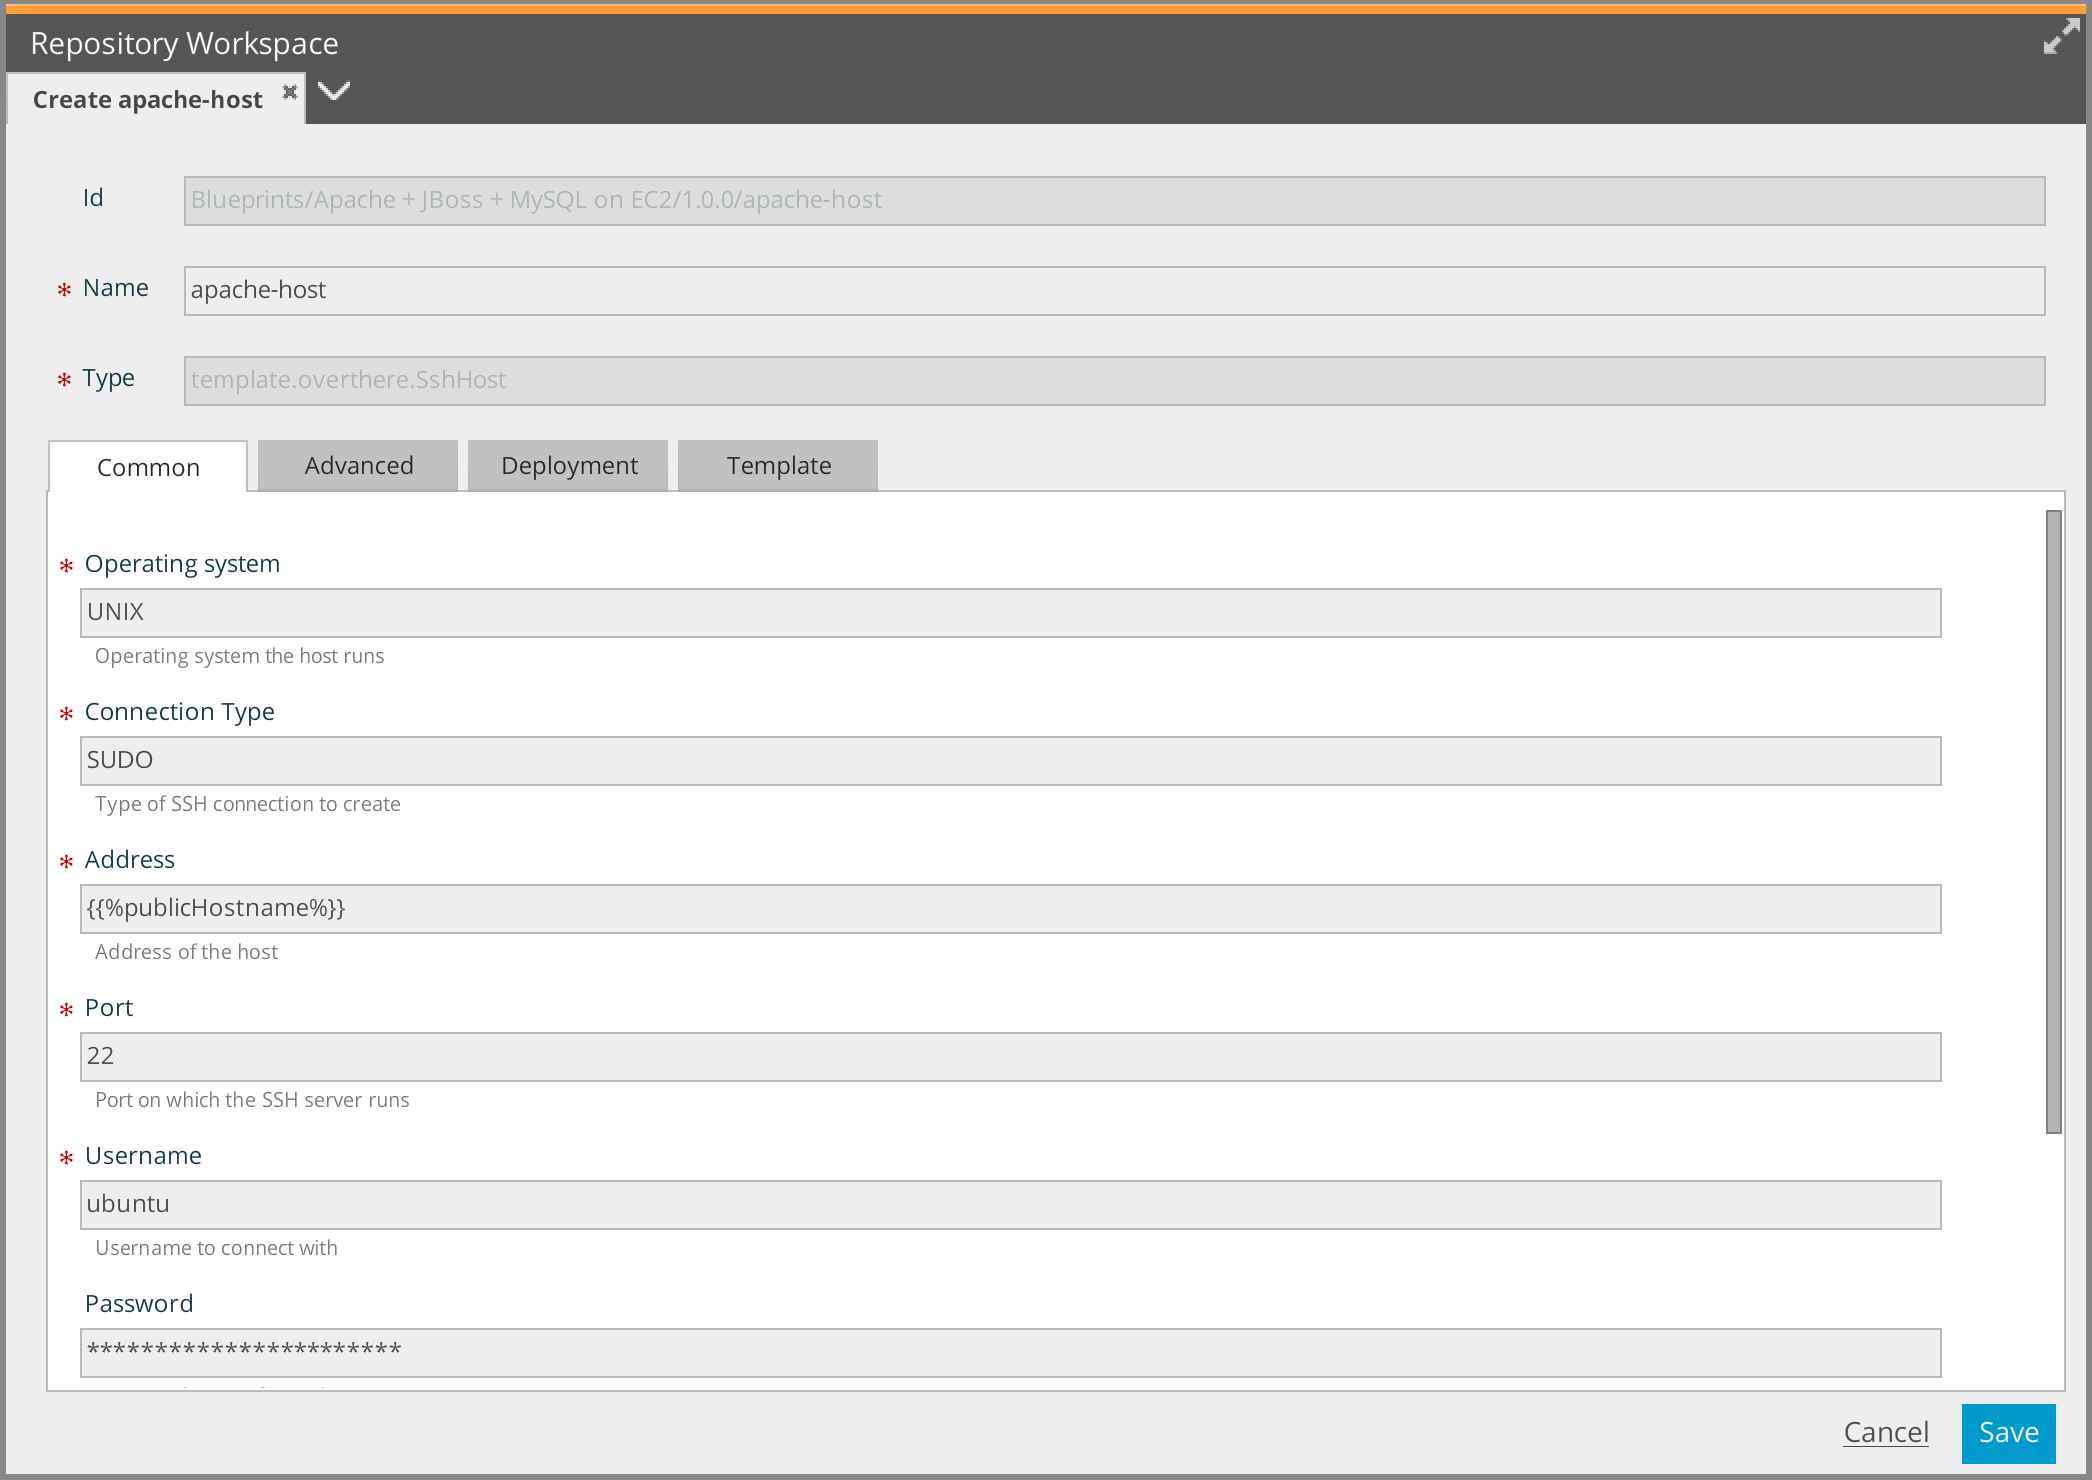 Repository Workspace
Create apache-host
Id
Blueprints/Apache + JBoss + MySQL on EC2/1.0.0/apache-host
* Name
apache-host
* Type
template.overthere.SshHost
Common Advanced Deployment Template
* Operating system
UNIX
Operating system the host runs
* Connection Type
SUDO
Type of SSH connection to create
* Address
{{%publicHostname%}}
Address of the host
* Port
22
Port on which the SSH server runs
* Username
ubuntu
Username to connect with
Password
***********************
Cancel Save